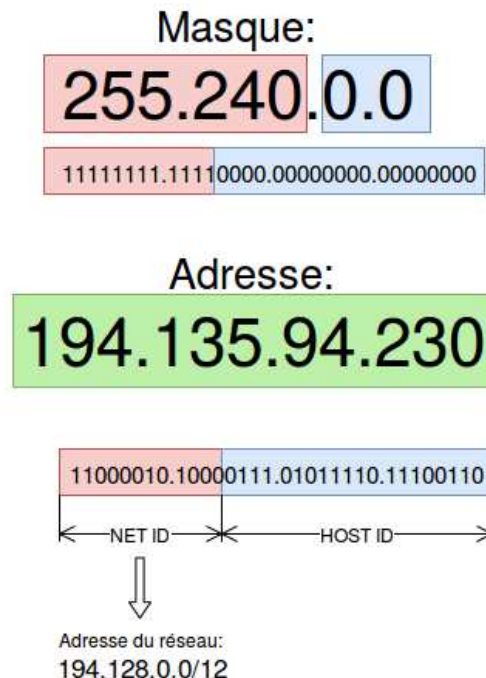 Masque:
255.240.0.0
11111111.11110000.00000000.00000000
Adresse:
194.135.94.230
11000010.10000111.01011110.11100110
NET ID HOST ID
Adresse du réseau:
194.128.0.0/12